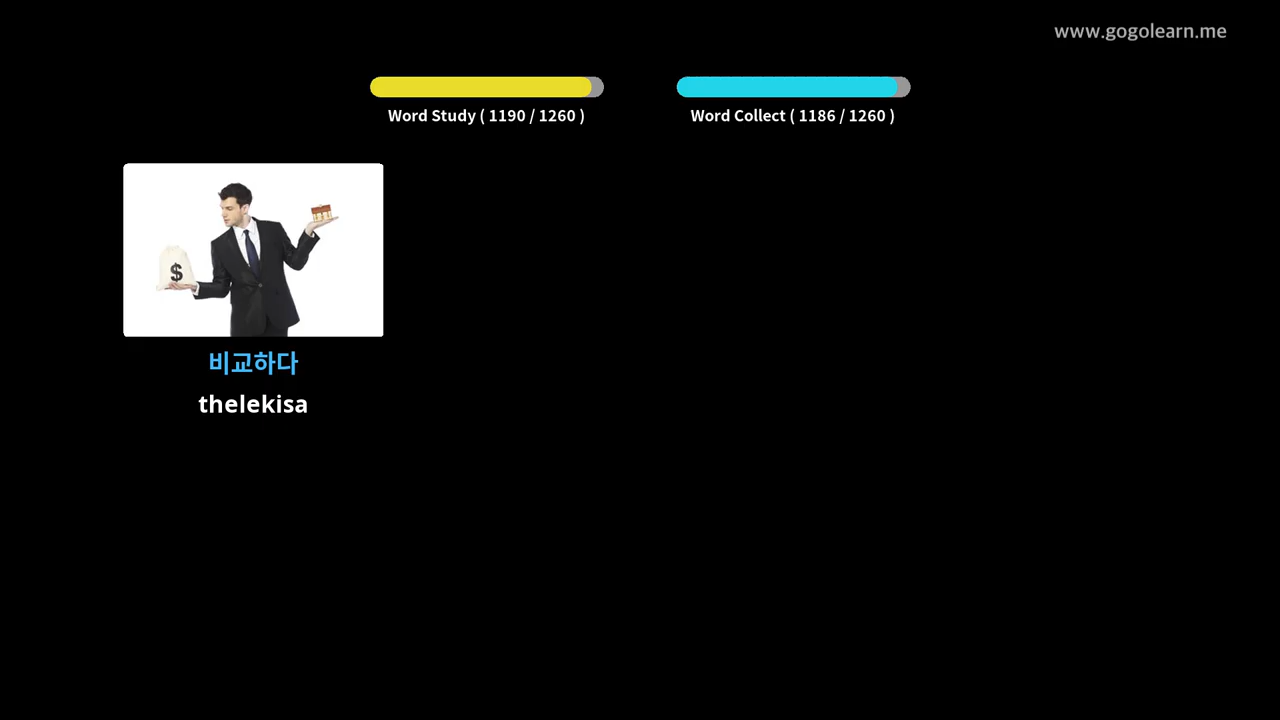 www.gogolearn.me
Word Study ( 1190 / 1260 )
Word Collect ( 1186 / 1260 )
$
비교하다
thelekisa